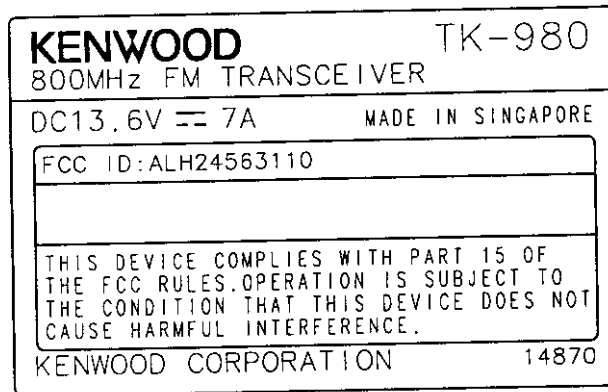 KENWOOD TK-980
800MHz FM TRANSCEIVER
DC13.6V ⎓ 7A MADE IN SINGAPORE
FCC ID:ALH24563110
THIS DEVICE COMPLIES WITH PART 15 OF
THE FCC RULES.OPERATION IS SUBJECT TO
THE CONDITION THAT THIS DEVICE DOES NOT
CAUSE HARMFUL INTERFERENCE.
KENWOOD CORPORATION 14870